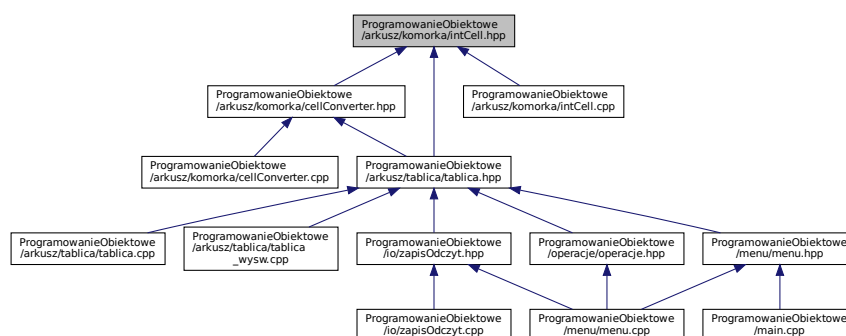 ProgramowanieObiektowe
/arkusz/komorka/intCell.hpp
ProgramowanieObiektowe
/arkusz/komorka/cellConverter.hpp
ProgramowanieObiektowe
/arkusz/komorka/intCell.cpp
ProgramowanieObiektowe
/arkusz/komorka/cellConverter.cpp
ProgramowanieObiektowe
/arkusz/tablica/tablica.hpp
ProgramowanieObiektowe
/arkusz/tablica/tablica.cpp
ProgramowanieObiektowe
/arkusz/tablica/tablica
_wysw.cpp
ProgramowanieObiektowe
/io/zapisOdczyt.hpp
ProgramowanieObiektowe
/operacje/operacje.hpp
ProgramowanieObiektowe
/menu/menu.hpp
ProgramowanieObiektowe
/io/zapisOdczyt.cpp
ProgramowanieObiektowe
/menu/menu.cpp
ProgramowanieObiektowe
/main.cpp